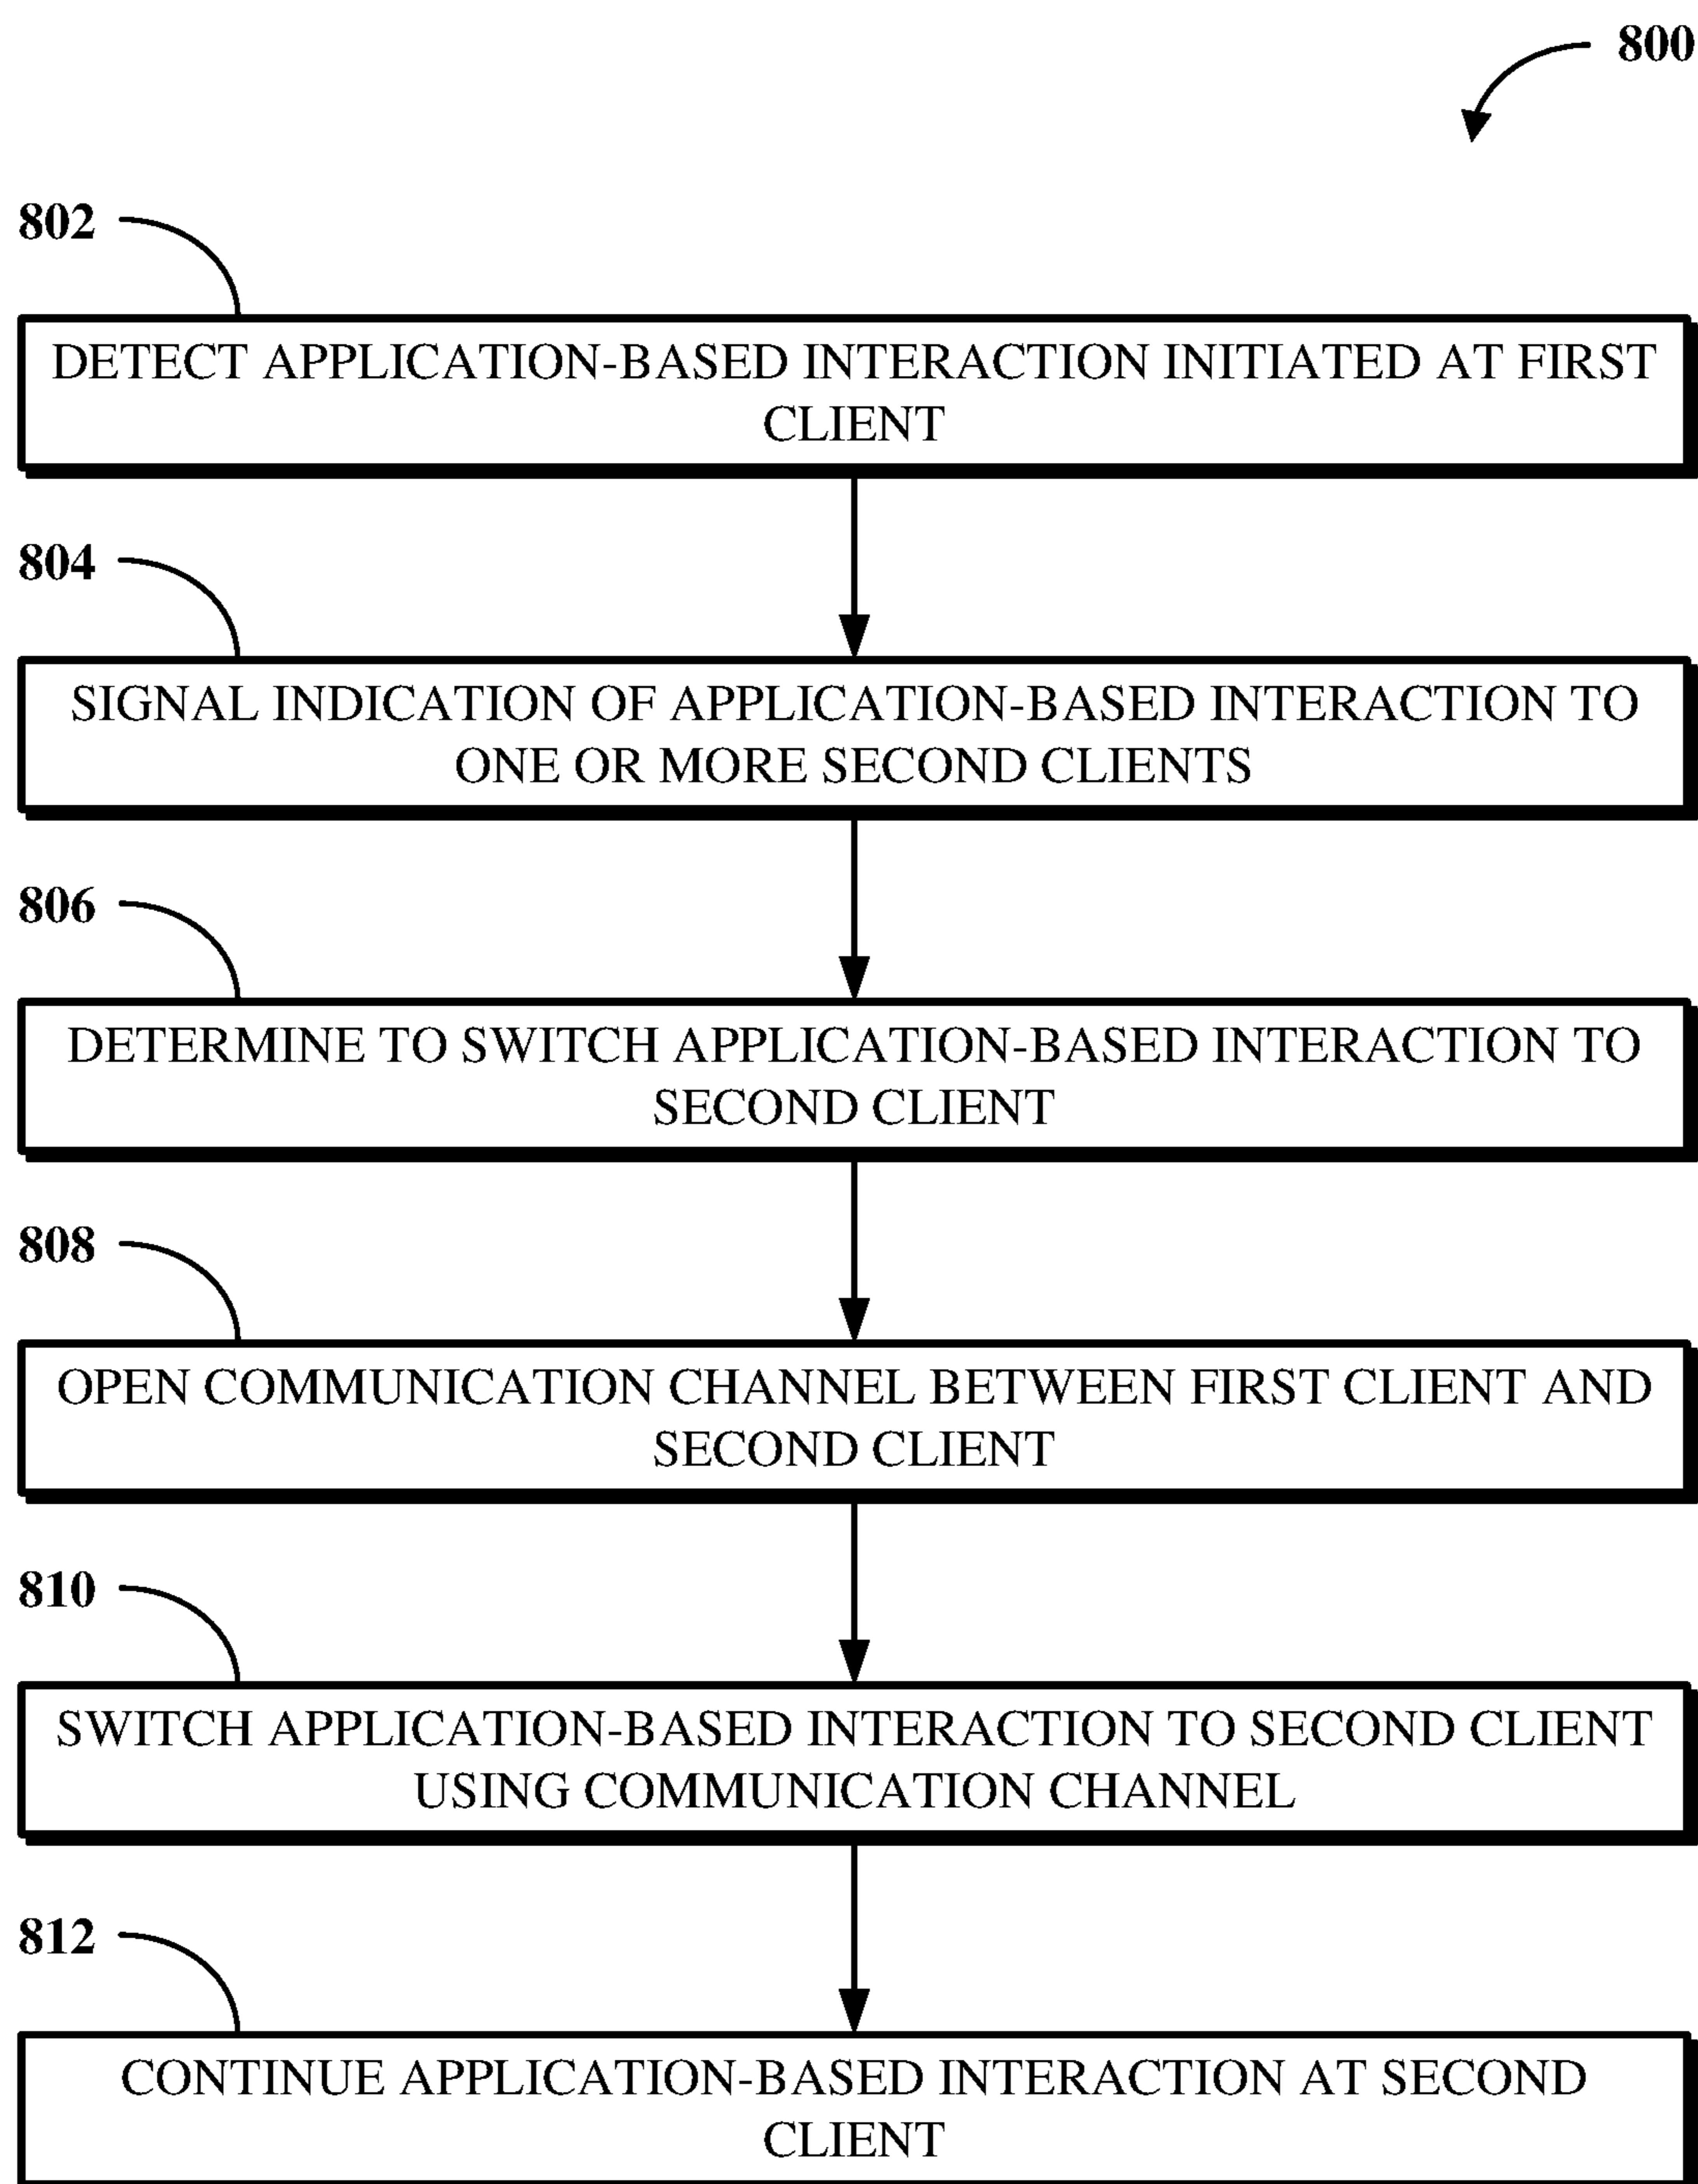 800
802
DETECT APPLICATION-BASED INTERACTION INITIATED AT FIRST
CLIENT
804
SIGNAL INDICATION OF APPLICATION-BASED INTERACTION TO
ONE OR MORE SECOND CLIENTS
806
DETERMINE TO SWITCH APPLICATION-BASED INTERACTION TO
SECOND CLIENT
808
OPEN COMMUNICATION CHANNEL BETWEEN FIRST CLIENT AND
SECOND CLIENT
810
SWITCH APPLICATION-BASED INTERACTION TO SECOND CLIENT
USING COMMUNICATION CHANNEL
812
CONTINUE APPLICATION-BASED INTERACTION AT SECOND
CLIENT